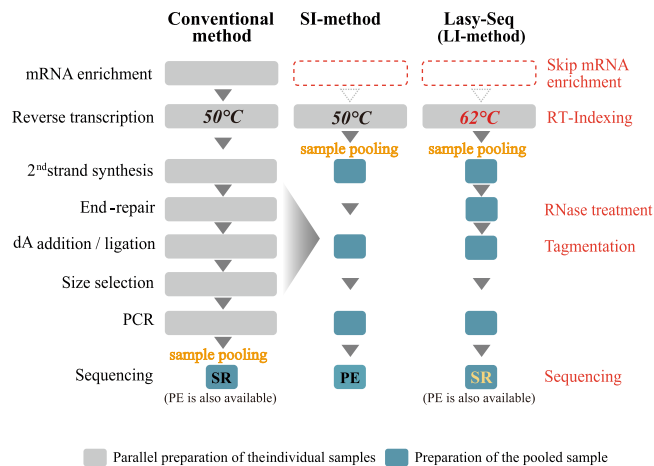 Conventional method
SI-method
Lasy-Seq (LI-method)
mRNA enrichment
Skip mRNA enrichment
Reverse transcription
50°C
50°C
62°C
RT-Indexing
sample pooling
sample pooling
2nd strand synthesis
End-repair
RNase treatment
dA addition / ligation
Tagmentation
Size selection
PCR
sample pooling
Sequencing
SR
PE
SR
Sequencing
(PE is also available)
(PE is also available)
Parallel preparation of theindividual samples
Preparation of the pooled sample